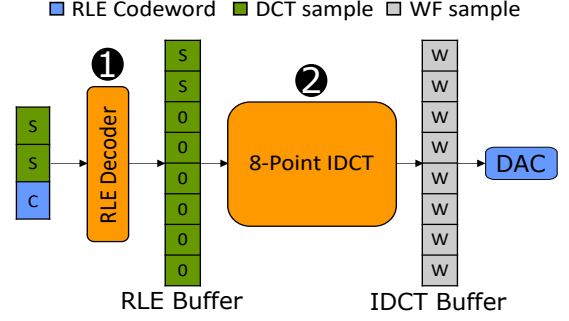 RLE Codeword DCT sample WF sample
1
2
S
S
C
RLE Decoder
S
S
0
0
0
0
0
0
8-Point IDCT
W
W
W
W
W
W
W
W
DAC
RLE Buffer
IDCT Buffer